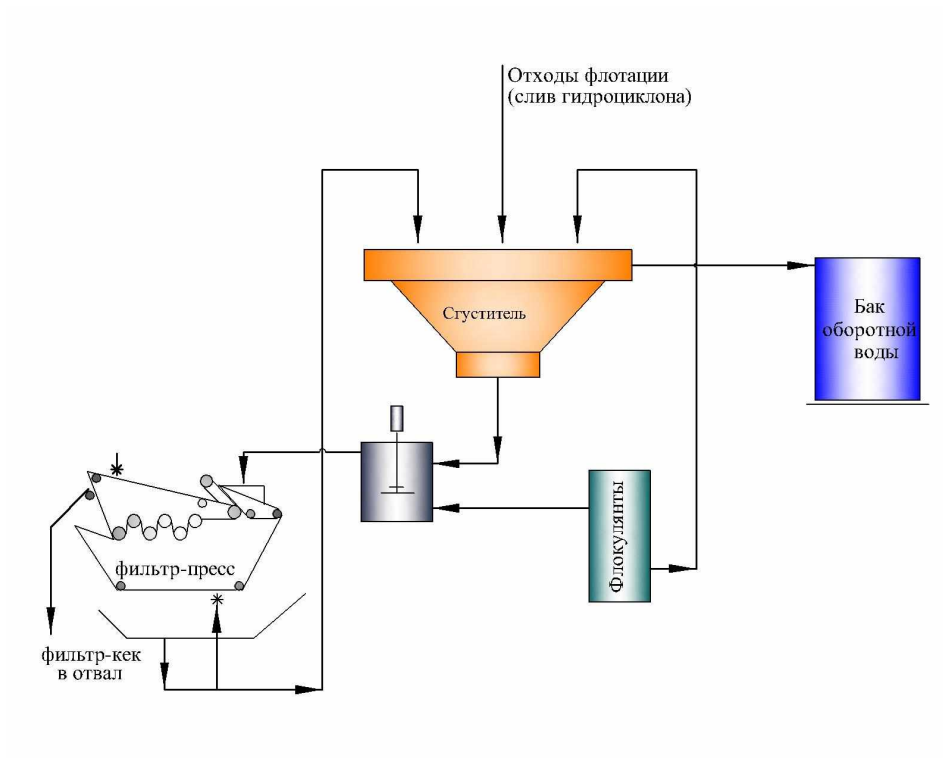 Отходы флотации
(слив гидроциклона)
Сгуститель
Бак
оборотной
воды
Флокулянты
фильтр-пресс
фильтр-кек
в отвал